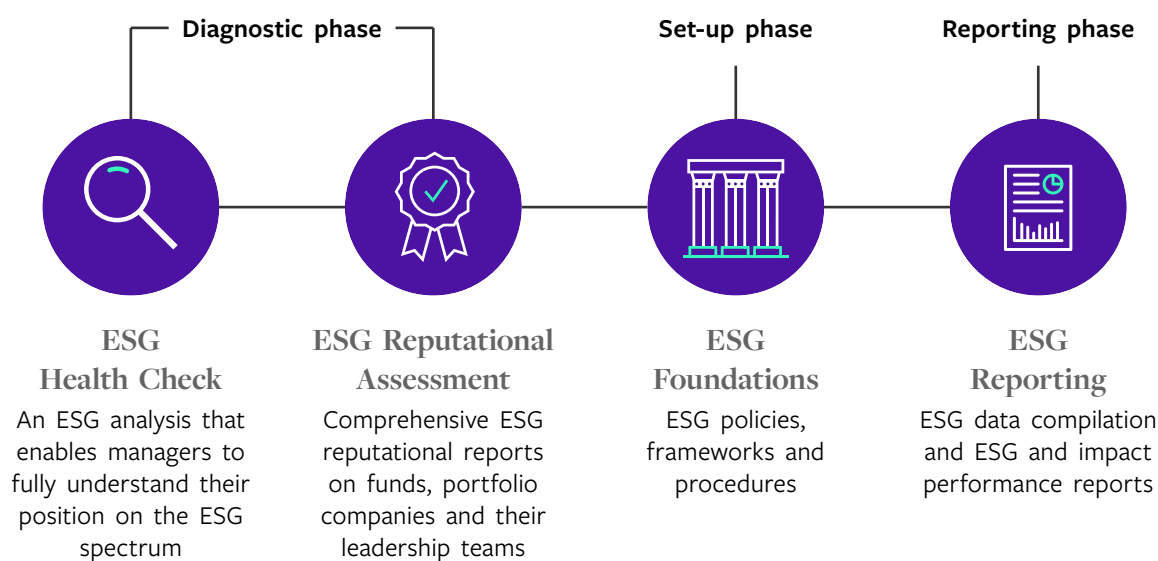 Diagnostic phase
Set-up phase
Reporting phase
ESG
Health Check
An ESG analysis that
enables managers to
fully understand their
position on the ESG
spectrum
ESG Reputational
Assessment
Comprehensive ESG
reputational reports
on funds, portfolio
companies and their
leadership teams
ESG
Foundations
ESG policies,
frameworks and
procedures
ESG
Reporting
ESG data compilation
and ESG and impact
performance reports